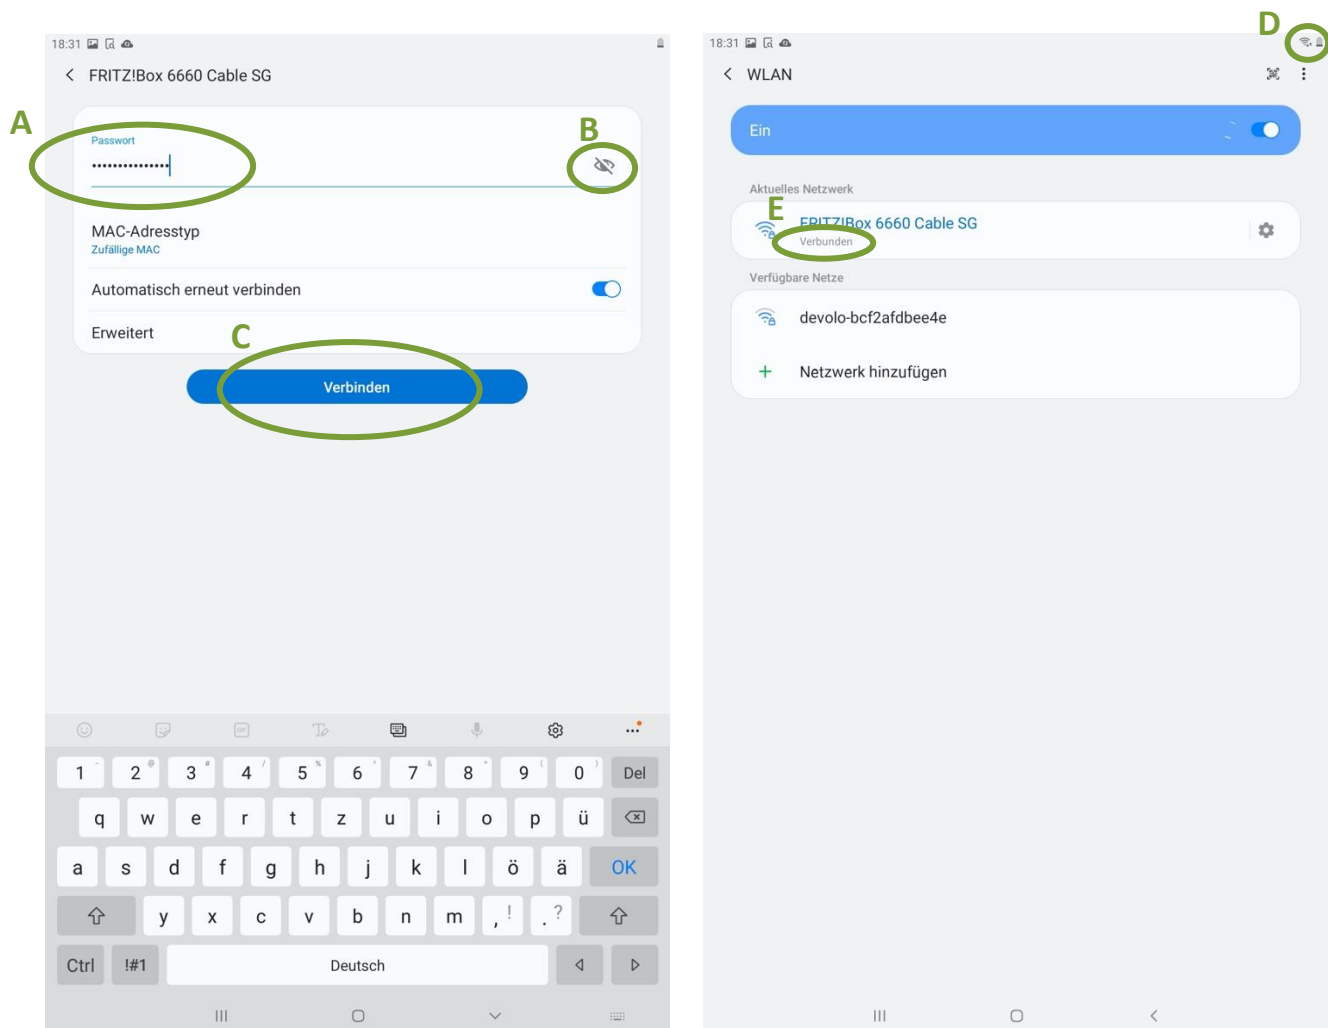 D
18:31
FRITZ!Box 6660 Cable SG
A
B
Passwort
•••••••••••••••
MAC-Adresstyp
Zufällige MAC
Automatisch erneut verbinden
Erweitert
C
Verbinden
GIF
1 2 @ 3 # 4 / 5 % 6 ' 7 & 8 * 9 ( 0 ) Del
q w e r t z u i o p ü
a s d f g h j k l ö ä OK
y x c v b n m , ! . ?
Ctrl !#1 Deutsch
18:31
WLAN
Ein
Aktuelles Netzwerk
E
FRITZ!Box 6660 Cable SG
Verbunden
Verfügbare Netze
devolo-bcf2afdbee4e
+ Netzwerk hinzufügen